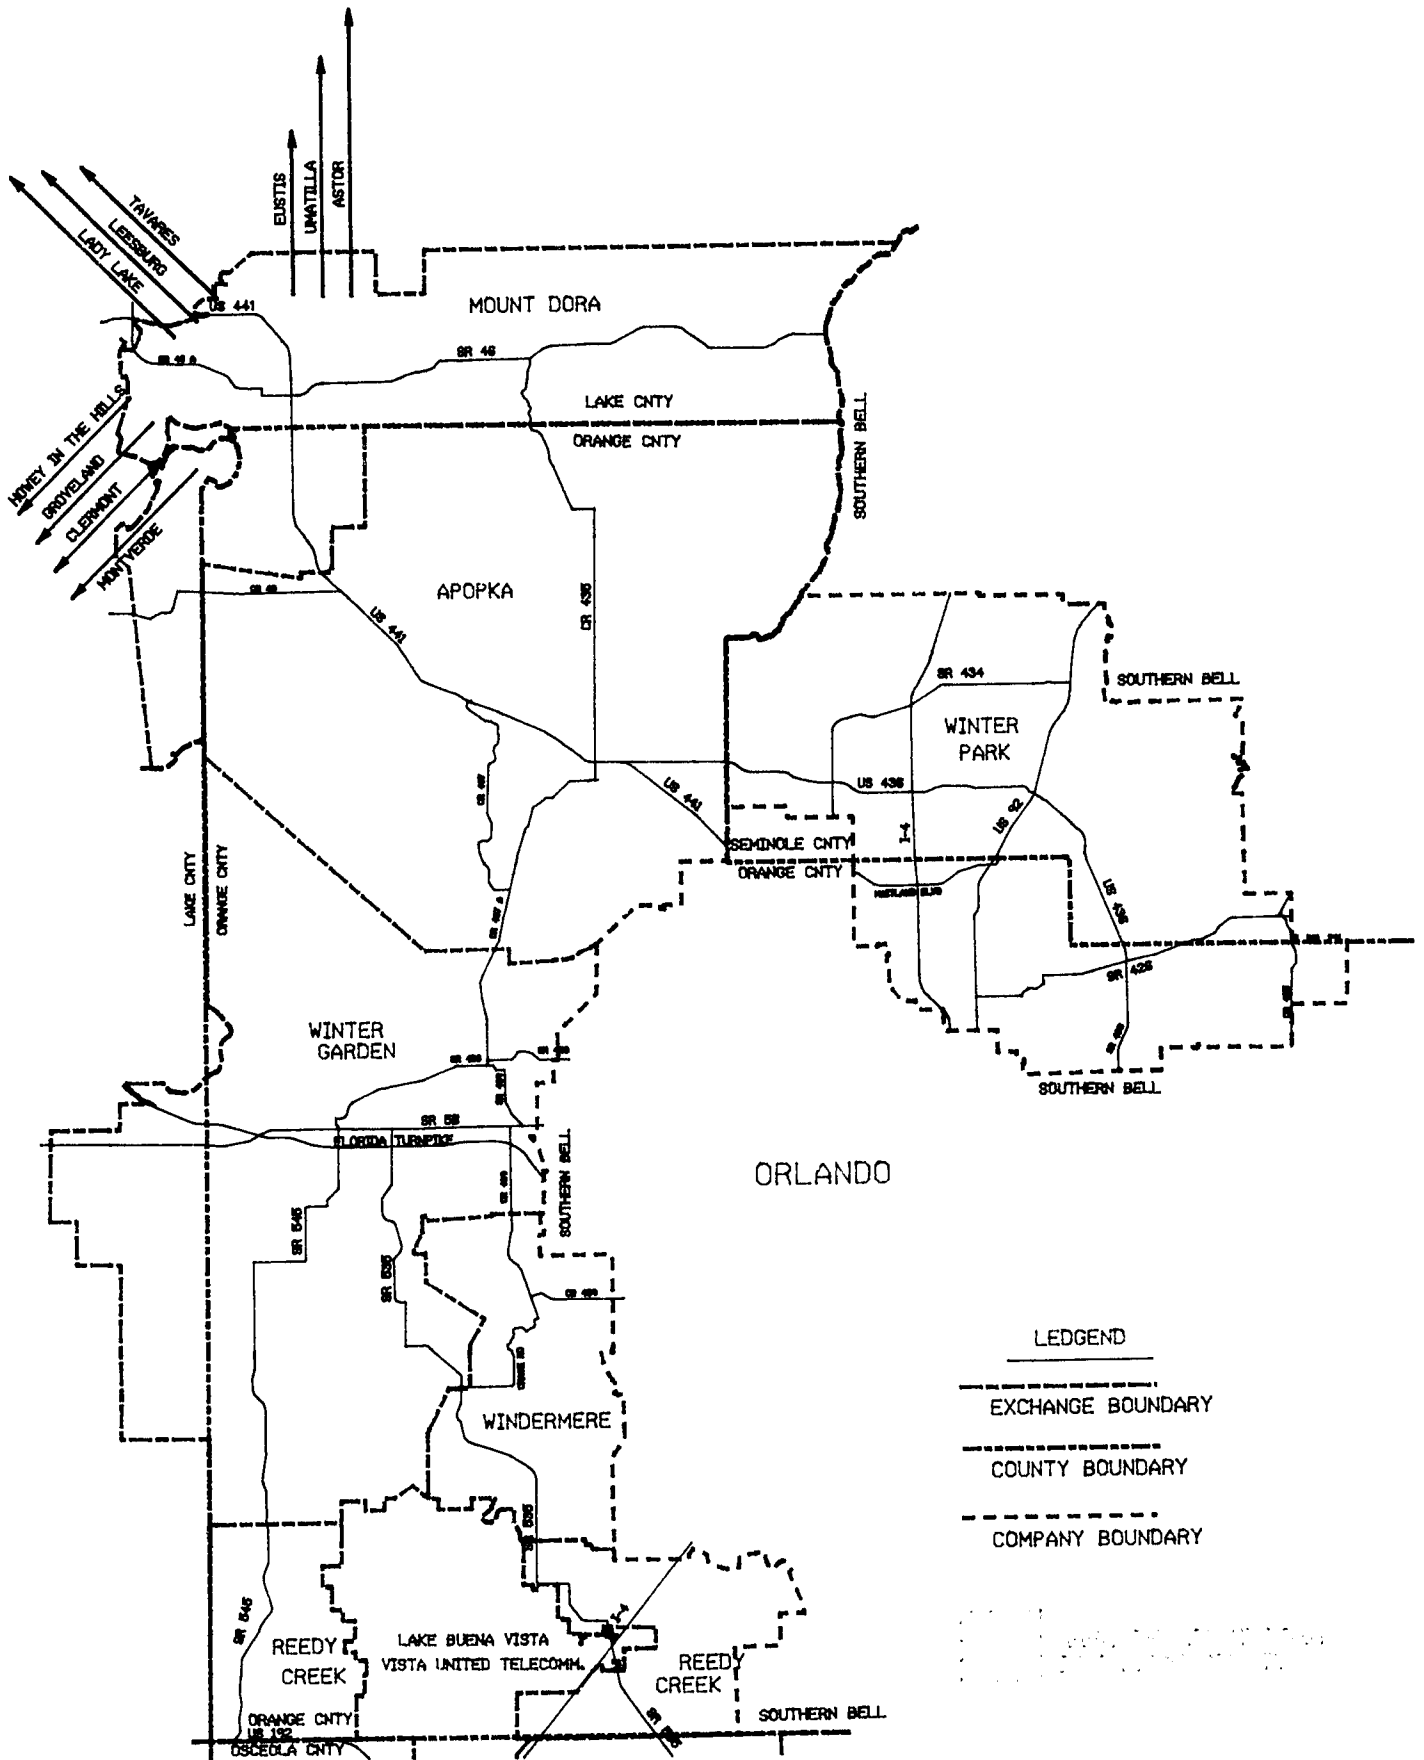 EUSTIS
UMATILLA
ASTOR
TAVARES
LEESBURG
LADY LAKE
US 441
MOUNT DORA
SR 46
LAKE CNTY
ORANGE CNTY
SOUTHERN BELL
HOWEY IN THE HILLS
GROVELAND
CLERMONT
MONTVERDE
APOPKA
US 441
CR 435
SOUTHERN BELL
SR 434
WINTER
PARK
US 436
US 441
US 92
I-4
SEMINOLE CNTY
ORANGE CNTY
MAITLAND BLVD
US 436
SR 426
LAKE CNTY
ORANGE CNTY
WINTER
GARDEN
SOUTHERN BELL
SR 50
FLORIDA TURNPIKE
SOUTHERN BELL
ORLANDO
SR 545
SR 535
WINDERMERE
LEDGEND
EXCHANGE BOUNDARY
COUNTY BOUNDARY
COMPANY BOUNDARY
SR 535
I-4
SR 545
REEDY
CREEK
LAKE BUENA VISTA
VISTA UNITED TELECOMM.
REEDY
CREEK
ORANGE CNTY
US 192
OSCEOLA CNTY
SOUTHERN BELL